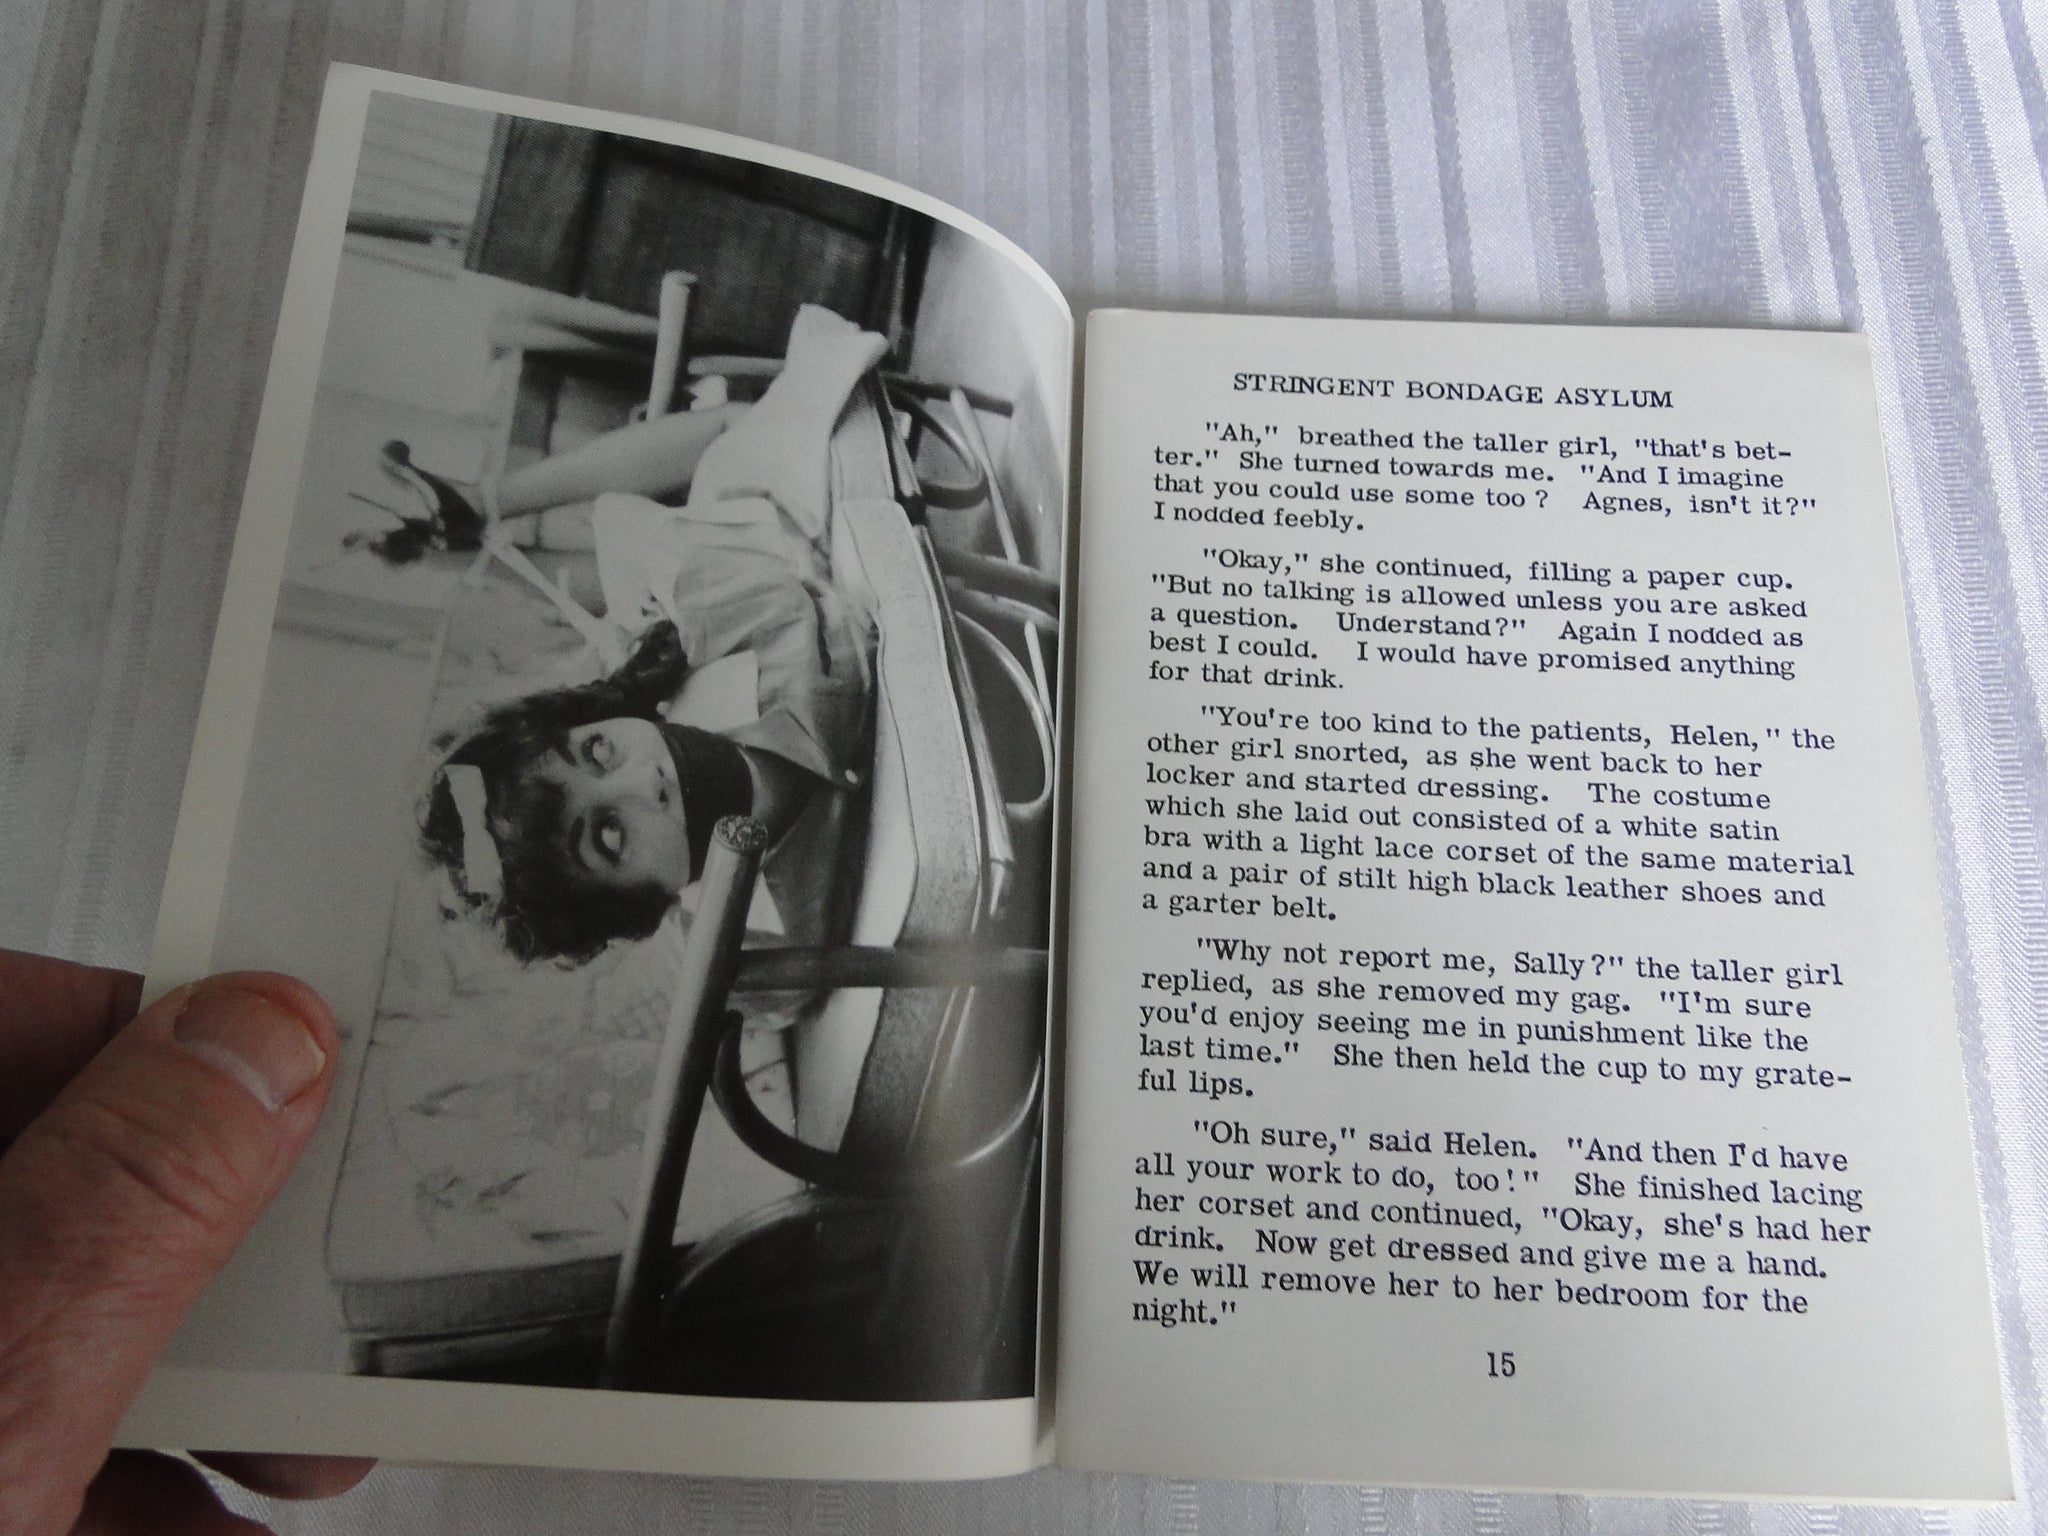 STRINGENT BONDAGE ASYLUM
"Ah," breathed the taller girl, "that's bet-
ter." She turned towards me. "And I imagine
that you could use some too? Agnes, isn't it?"
I nodded feebly.
"Okay," she continued, filling a paper cup.
"But no talking is allowed unless you are asked
a question. Understand?" Again I nodded as
best I could. I would have promised anything
for that drink.
"You're too kind to the patients, Helen," the
other girl snorted, as she went back to her
locker and started dressing. The costume
which she laid out consisted of a white satin
bra with a light lace corset of the same material
and a pair of stilt high black leather shoes and
a garter belt.
"Why not report me, Sally?" the taller girl
replied, as she removed my gag. "I'm sure
you'd enjoy seeing me in punishment like the
last time." She then held the cup to my grate-
ful lips.
"Oh sure," said Helen. "And then I'd have
all your work to do, too!" She finished lacing
her corset and continued, "Okay, she's had her
drink. Now get dressed and give me a hand.
We will remove her to her bedroom for the
night."
15